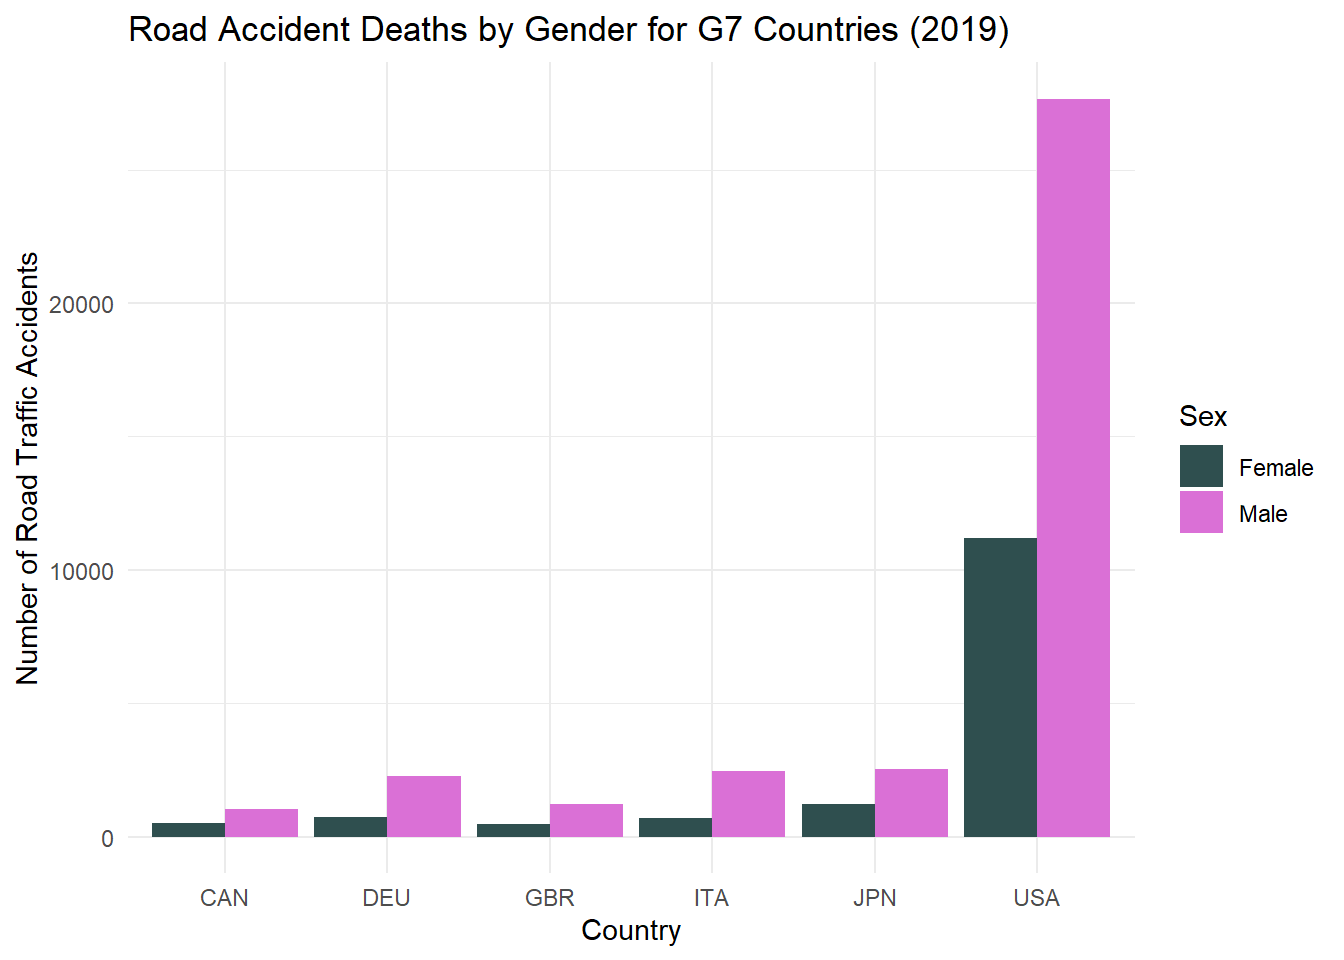 Road Accident Deaths by Gender for G7 Countries (2019)
Number of Road Traffic Accidents
20000
10000
0
CAN DEU GBR ITA JPN USA
Country
Sex
Female
Male